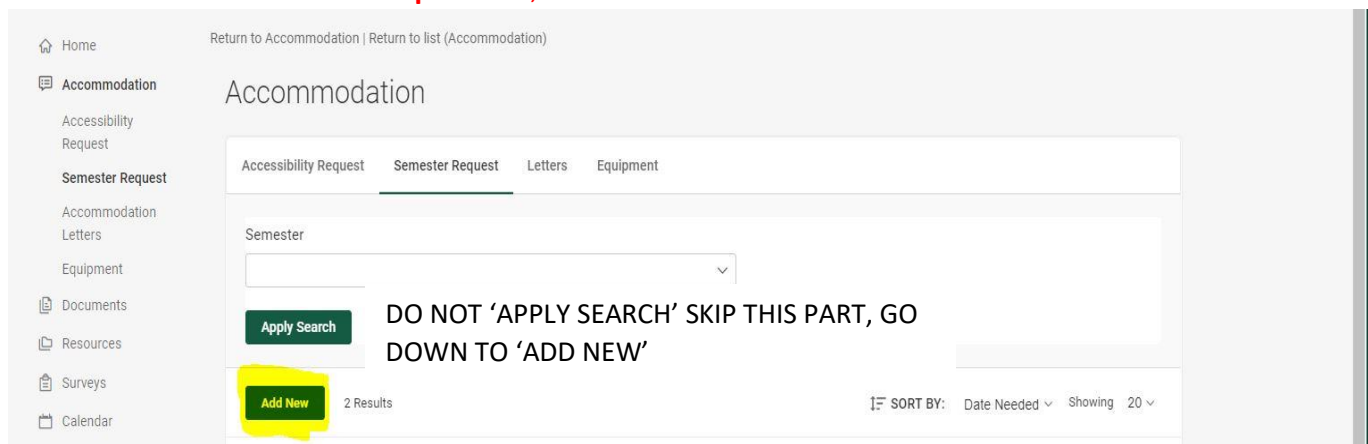 Home
Return to Accommodation | Return to list (Accommodation)
Accommodation
Accommodation
Accessibility
Request
Accessibility Request Semester Request Letters Equipment
Semester Request
Accommodation
Letters
Semester
Equipment
Documents
DO NOT ‘APPLY SEARCH’ SKIP THIS PART, GO
DOWN TO ‘ADD NEW’
Apply Search
Resources
Surveys
Add New 2 Results SORT BY: Date Needed Showing 20
Calendar